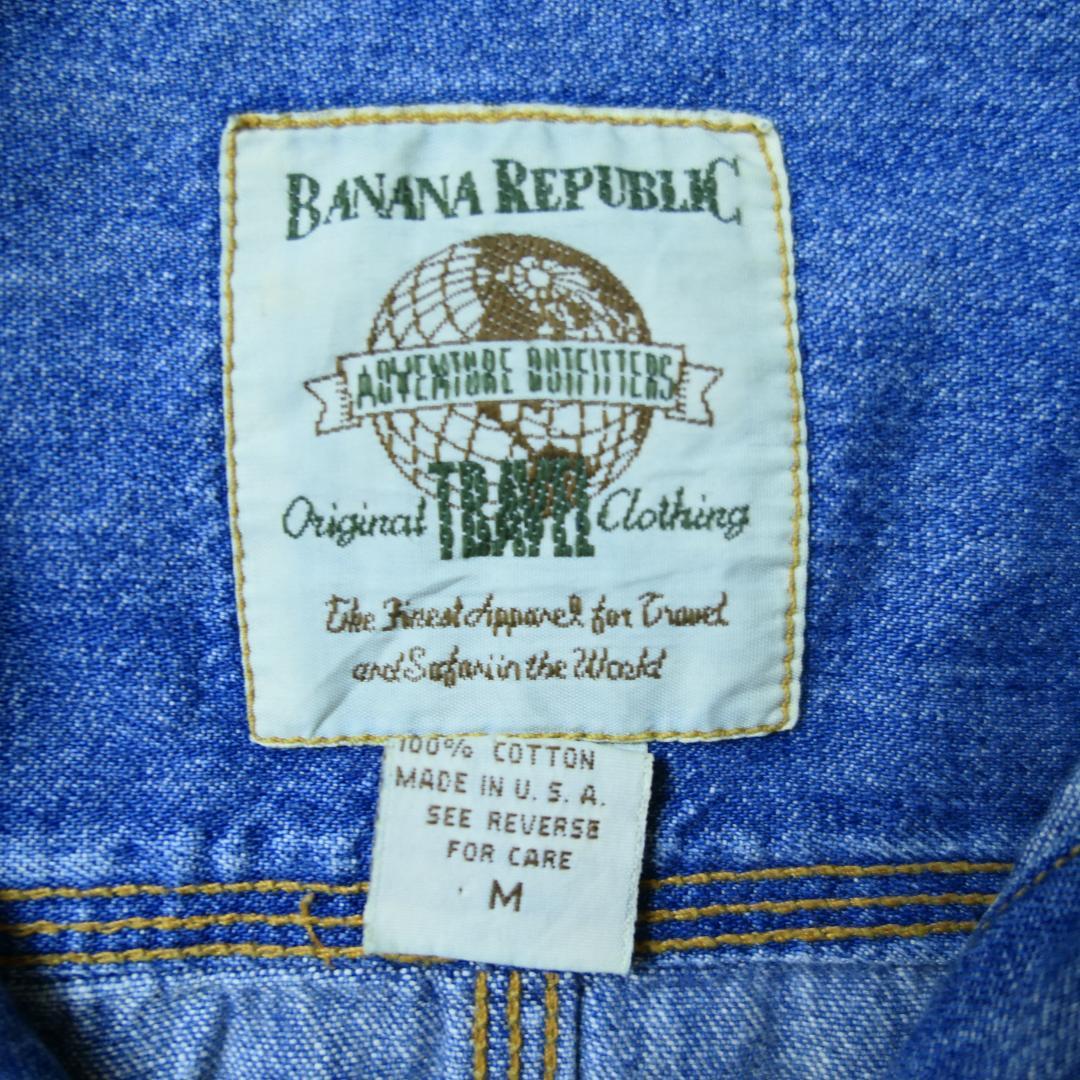 BANANA REPUBLIC
ADVENTURE OUTFITTERS
Original TRAVEL Clothing
The Finest Apparel for Travel
and Safari in the World
100% COTTON
MADE IN U. S. A.
SEE REVERSE
FOR CARE
M